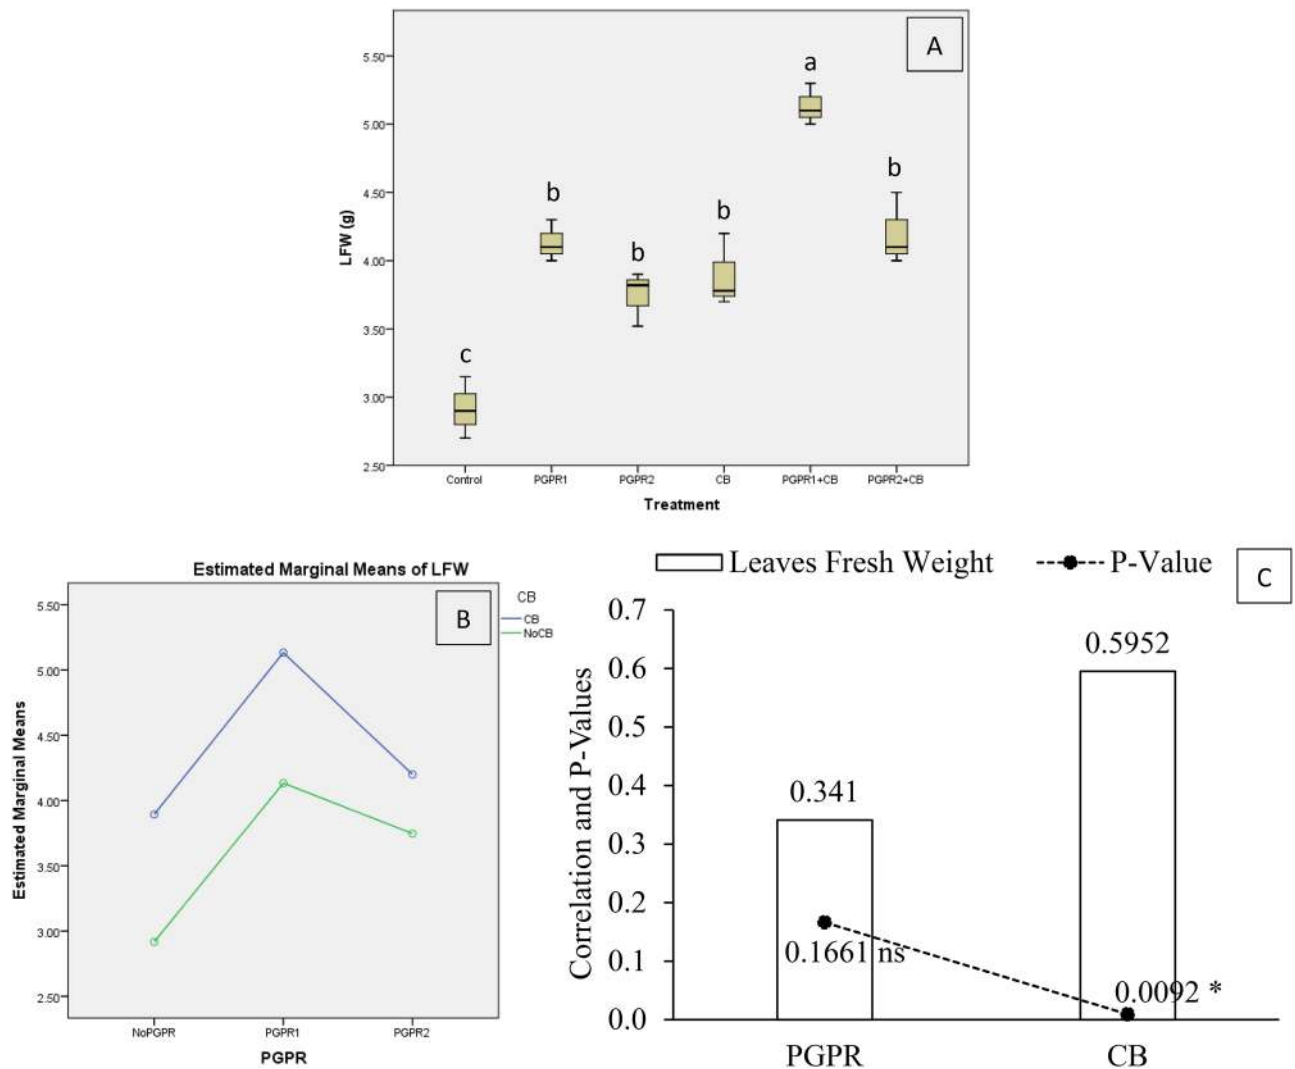 A
5.50
5.00
4.50
4.00
3.50
3.00
2.50
LFW (g)
c
b
b
b
a
b
Control
PGPR1
PGPR2
CB
PGPR1+CB
PGPR2+CB
Treatment
Estimated Marginal Means of LFW
B
CB
CB
NoCB
5.50
5.00
4.50
4.00
3.50
3.00
2.50
Estimated Marginal Means
NoPGPR
PGPR1
PGPR2
PGPR
Leaves Fresh Weight
P-Value
C
0.7
0.6
0.5
0.4
0.3
0.2
0.1
0.0
Correlation and P-Values
0.341
0.5952
0.1661 ns
0.0092 *
PGPR
CB